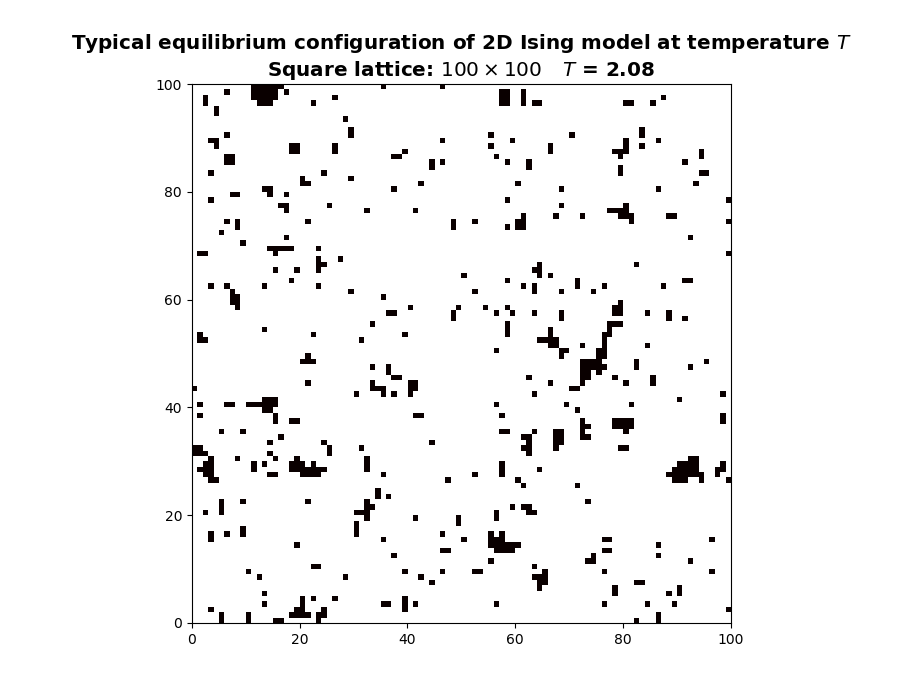 Typical equilibrium configuration of 2D Ising model at temperature T
Square lattice: 100 × 100 T = 2.08
100
80
60
40
20
0
0 20 40 60 80 100